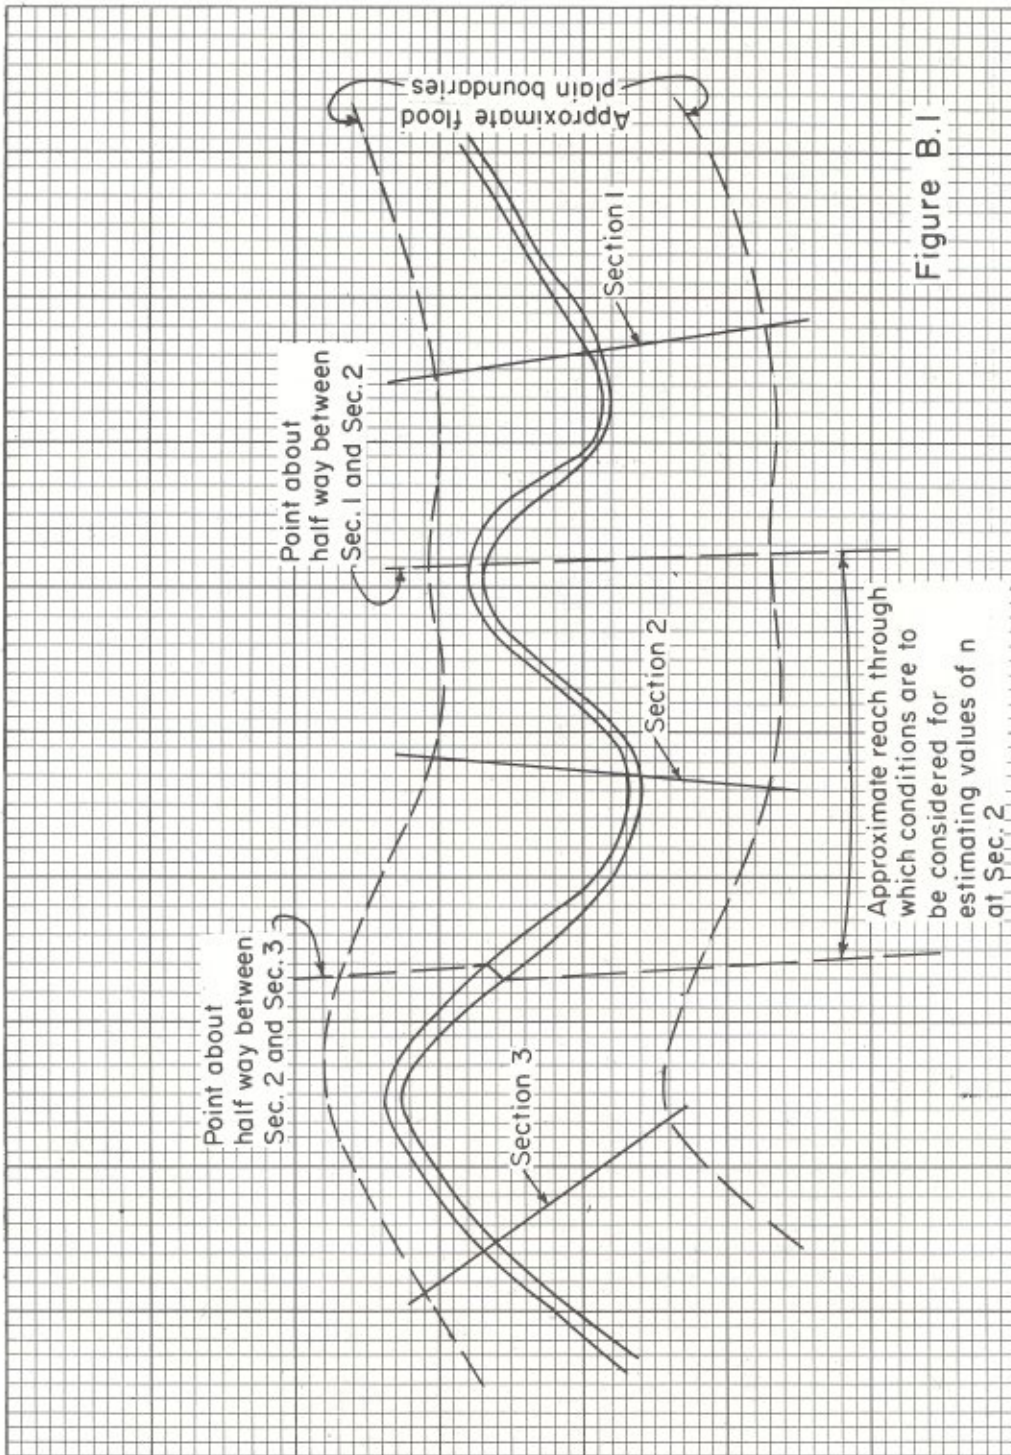 Approximate flood
plain boundaries
Point about
half way between
Sec. 1 and Sec. 2
Section 1
Point about
half way between
Sec. 2 and Sec. 3
Section 2
Section 3
Approximate reach through
which conditions are to
be considered for
estimating values of n
at Sec. 2
Figure B.1